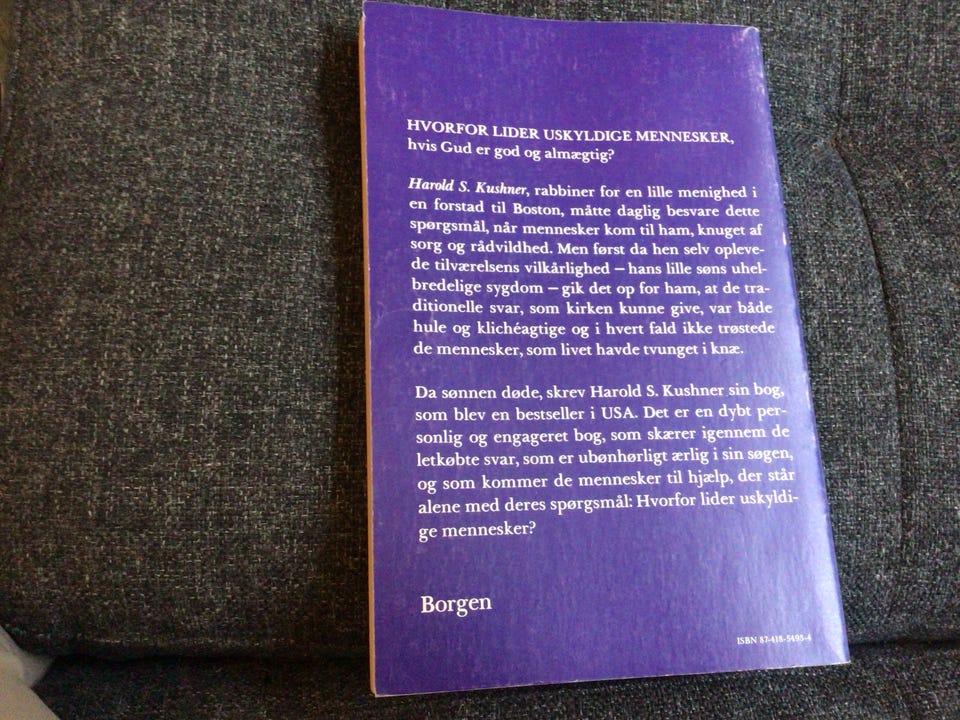 HVORFOR LIDER USKYLDIGE MENNESKER,
hvis Gud er god og almægtig?
Harold S. Kushner, rabbiner for en lille menighed i
en forstad til Boston, måtte daglig besvare dette
spørgsmål, når mennesker kom til ham, knuget af
sorg og rådvildhed. Men først da hen selv opleve-
de tilværelsens vilkårlighed – hans lille søns uhel-
bredelige sygdom – gik det op for ham, at de tra-
ditionelle svar, som kirken kunne give, var både
hule og klichéagtige og i hvert fald ikke trøstede
de mennesker, som livet havde tvunget i knæ.
Da sønnen døde, skrev Harold S. Kushner sin bog,
som blev en bestseller i USA. Det er en dybt per-
sonlig og engageret bog, som skærer igennem de
letkøbte svar, som er ubønhørligt ærlig i sin søgen,
og som kommer de mennesker til hjælp, der står
alene med deres spørgsmål: Hvorfor lider uskyldi-
ge mennesker?
Borgen
ISBN 87-418-5493-4